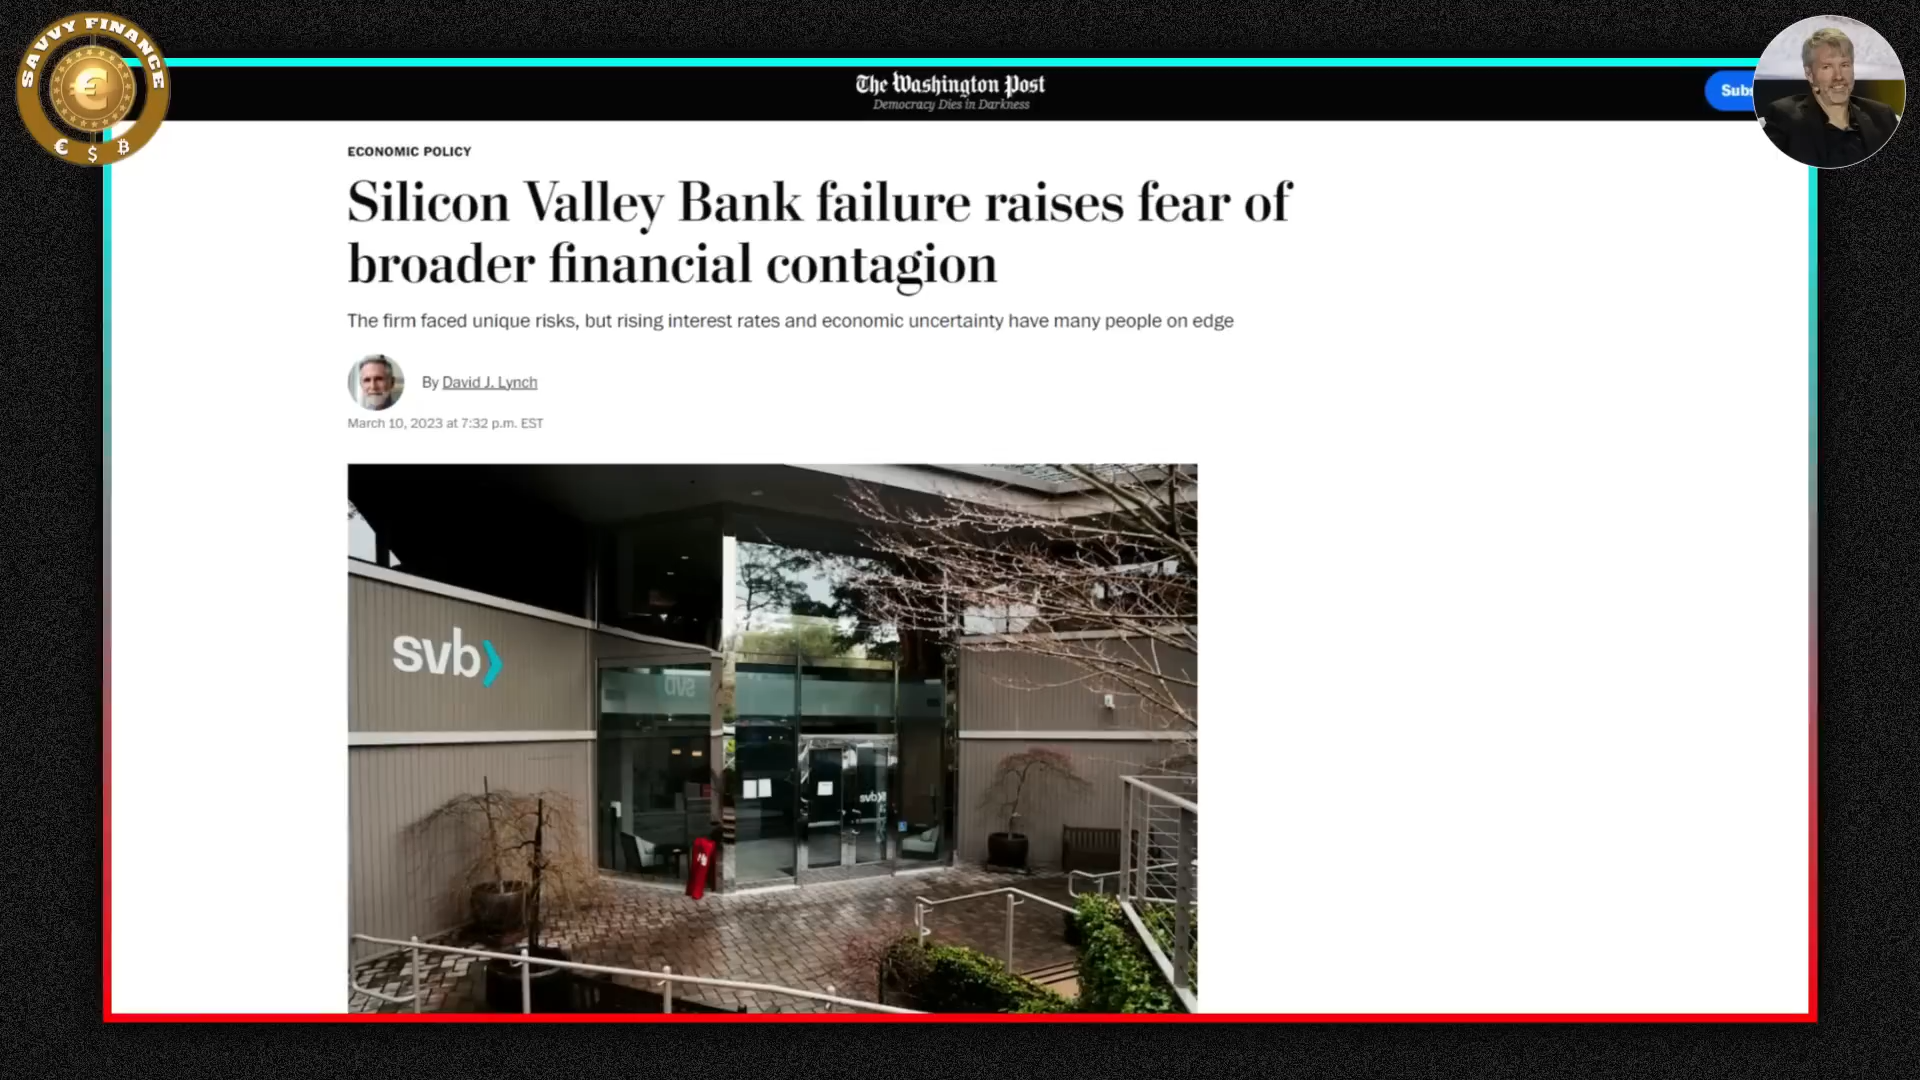 SAVVY FINANCE
€
€ $ ₿
The Washington Post
Democracy Dies in Darkness
ECONOMIC POLICY
Silicon Valley Bank failure raises fear of
broader financial contagion
The firm faced unique risks, but rising interest rates and economic uncertainty have many people on edge
By David J. Lynch
March 10, 2023 at 7:32 p.m. EST
svb
svb
svb